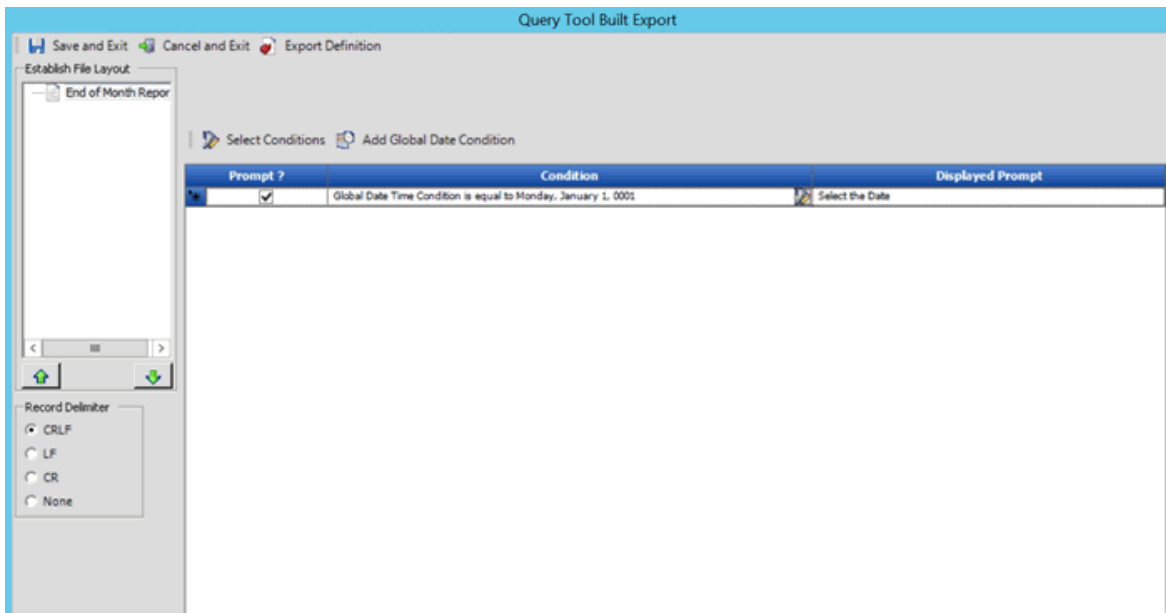 Query Tool Built Export
Save and Exit Cancel and Exit Export Definition
Establish File Layout
End of Month Repor
Select Conditions Add Global Date Condition
Prompt ? Condition Displayed Prompt
Global Date Time Condition is equal to Monday, January 1, 0001 Select the Date
Record Delimiter
CRLF
LF
CR
None